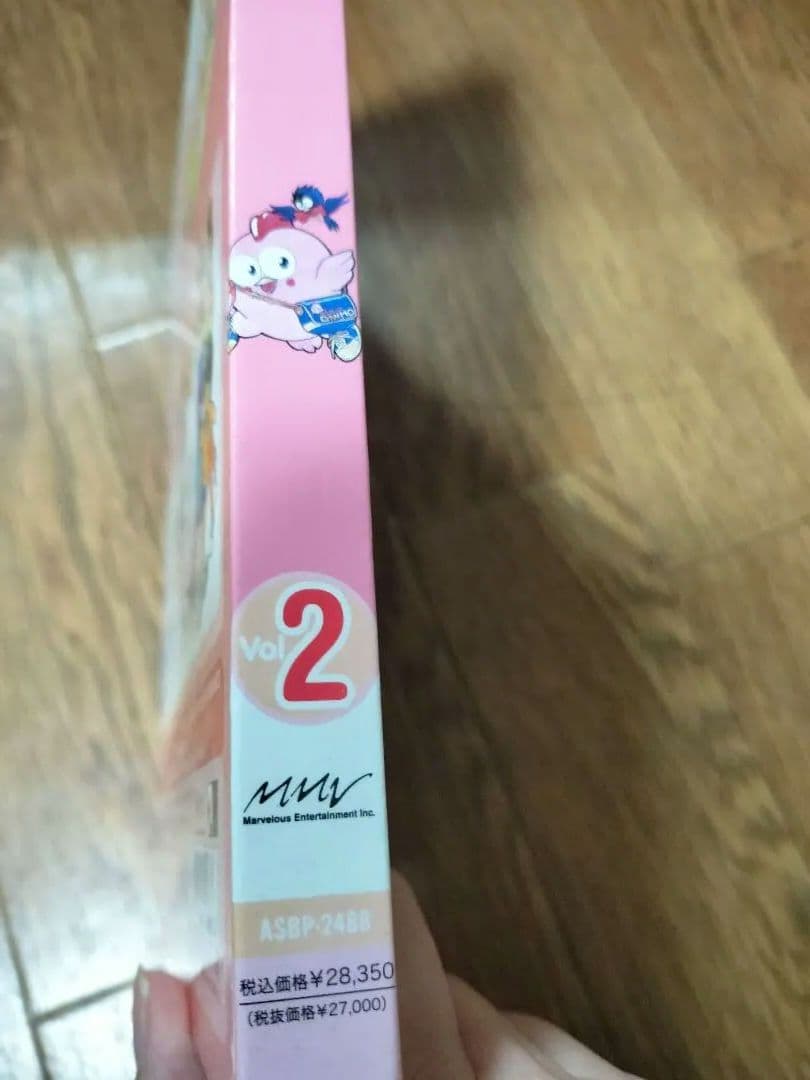 Vol
2
MMV
Marvelous Entertainment Inc.
ASBP-2488
税込価格¥28,350
(税抜価格¥27,000)